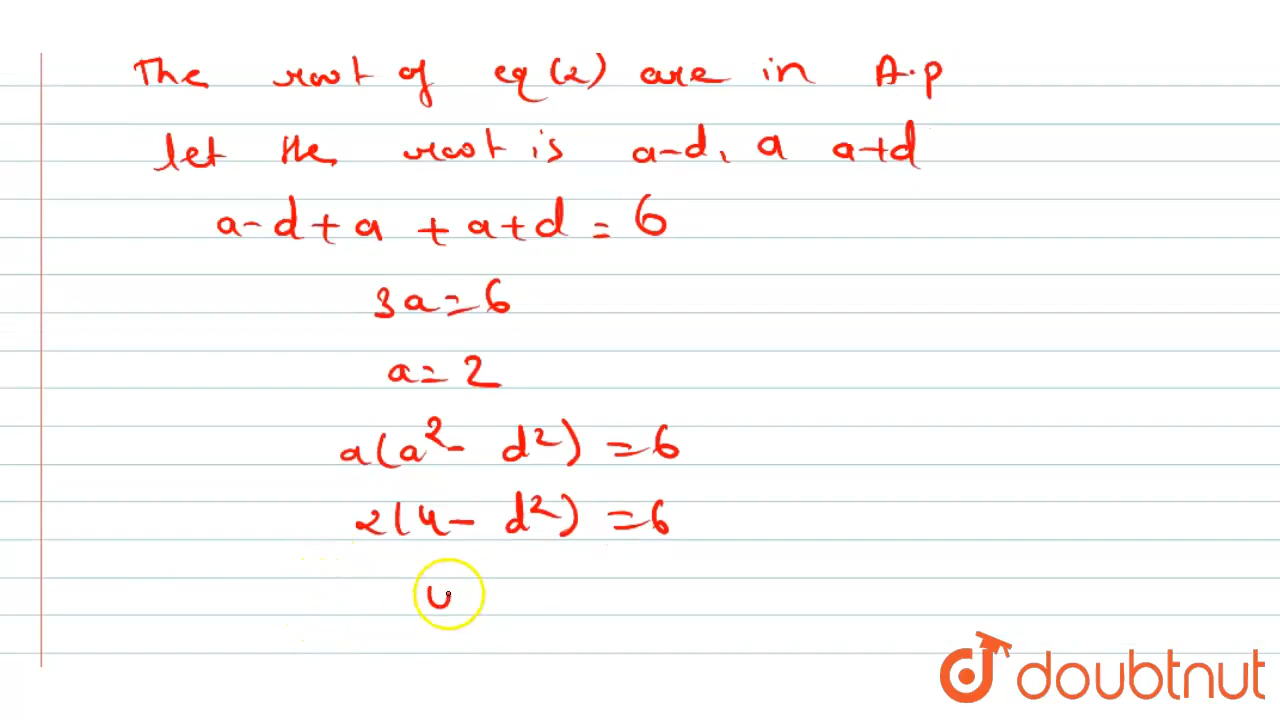 The root of eq (2) are in A.p
let the root is a-d, a a+d
a-d+a + a+d = 6
3a=6
a=2
a(a²- d²) =6
2(4- d²) =6
doubtnut